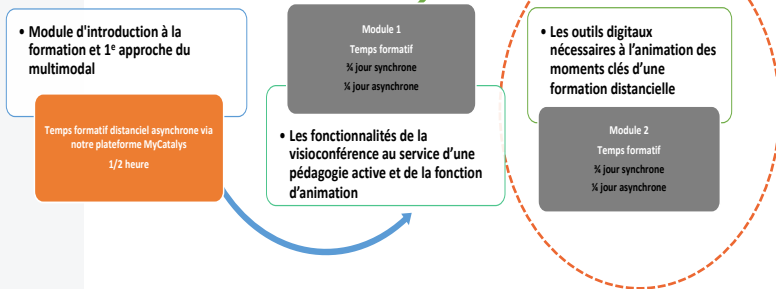 • Module d'introduction à la
formation et 1e approche du
multimodal
Temps formatif distanciel asynchrone via
notre plateforme MyCatalys
1/2 heure
Module 1
Temps formatif
¾ jour synchrone
¼ jour asynchrone
• Les fonctionnalités de la
visioconférence au service d'une
pédagogie active et de la fonction
d'animation
• Les outils digitaux
nécessaires à l'animation des
moments clés d'une
formation distancielle
Module 2
Temps formatif
¾ jour synchrone
¼ jour asynchrone